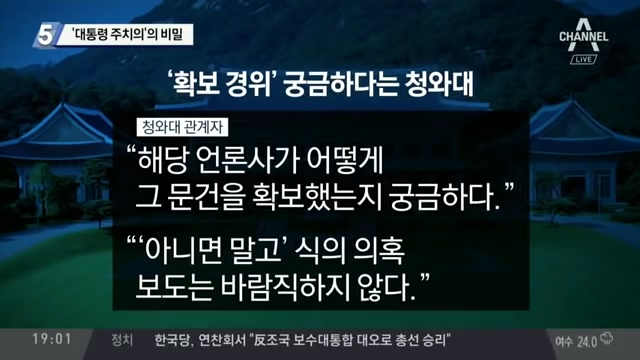 5 '대통령 주치의'의 비밀
CHANNEL
LIVE
‘확보 경위’ 궁금하다는 청와대
청와대 관계자
“해당 언론사가 어떻게
그 문건을 확보했는지 궁금하다.”
“‘아니면 말고’ 식의 의혹
보도는 바람직하지 않다.”
19:01 정치 한국당, 연찬회서 "反조국 보수대통합 대오로 총선 승리" 여수 24.0